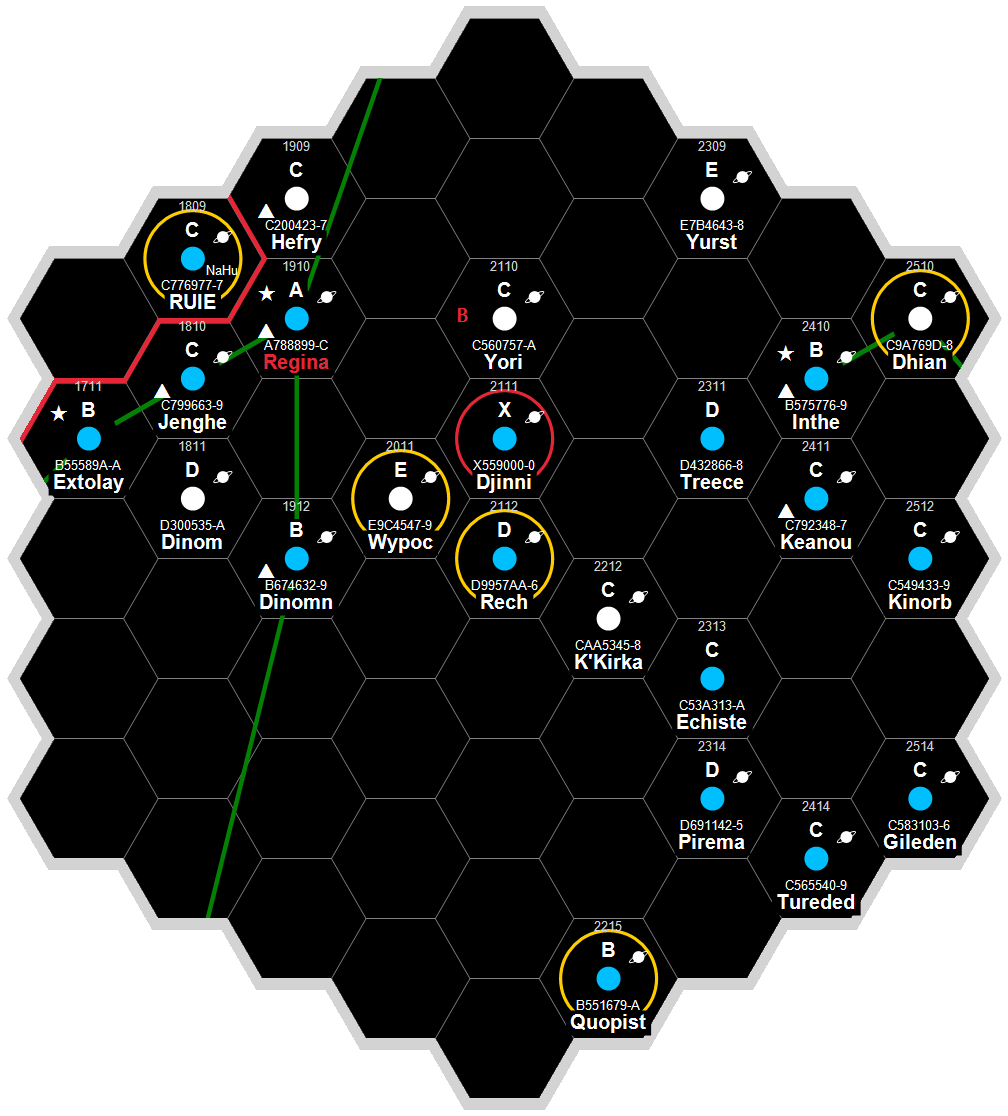 1909
C
C200423-7
Hefry
2309
E
E7B4643-8
Yurst
1809
C
NaHu
C776977-7
RUIE
1910
A
A788899-C
Regina
2110
C
B
C560757-A
Yori
2510
C
C9A769D-8
Dhian
1810
C
C799663-9
Jenghe
2410
B
B575776-9
Inthe
1711
B
B55589A-A
Extolay
2111
X
X559000-0
Djinni
2311
D
D432866-8
Treece
1811
D
D300535-A
Dinom
2011
E
E9C4547-9
Wypoc
2411
C
C792348-7
Keanou
1912
B
B674632-9
Dinomn
2112
D
D9957AA-6
Rech
2512
C
C549433-9
Kinorb
2212
C
CAA5345-8
K'Kirka
2313
C
C53A313-A
Echiste
2314
D
D691142-5
Pirema
2514
C
C583103-6
Gileden
2414
C
C565540-9
Tureded
2215
B
B551679-A
Quopist